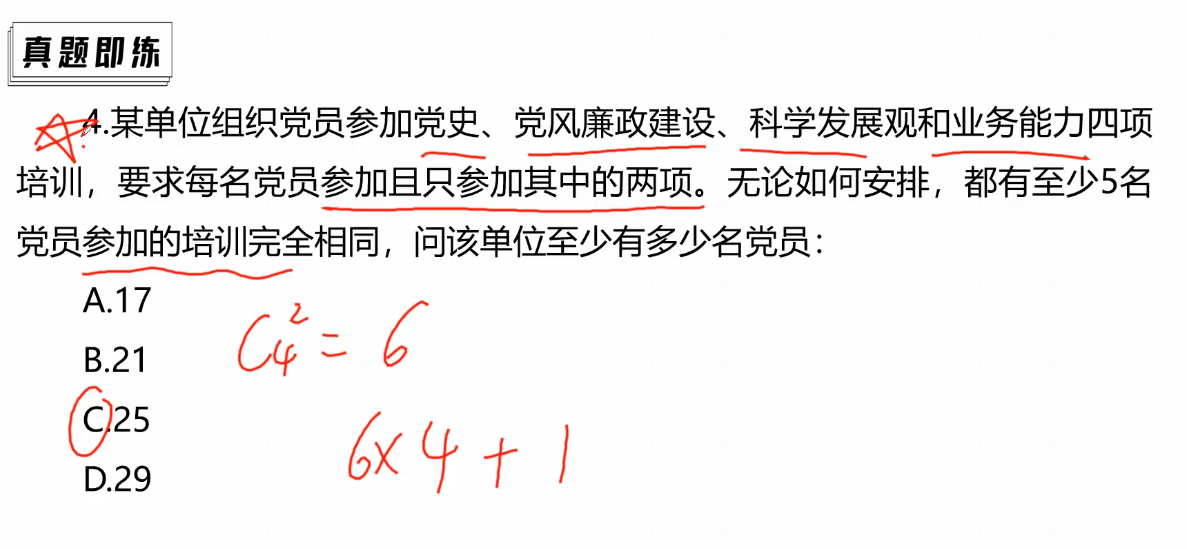 真题即练
4.某单位组织党员参加党史、党风廉政建设、科学发展观和业务能力四项
培训，要求每名党员参加且只参加其中的两项。无论如何安排，都有至少5名
党员参加的培训完全相同，问该单位至少有多少名党员：
A.17
B.21
C.25
D.29
C₄² = 6
6×4+1